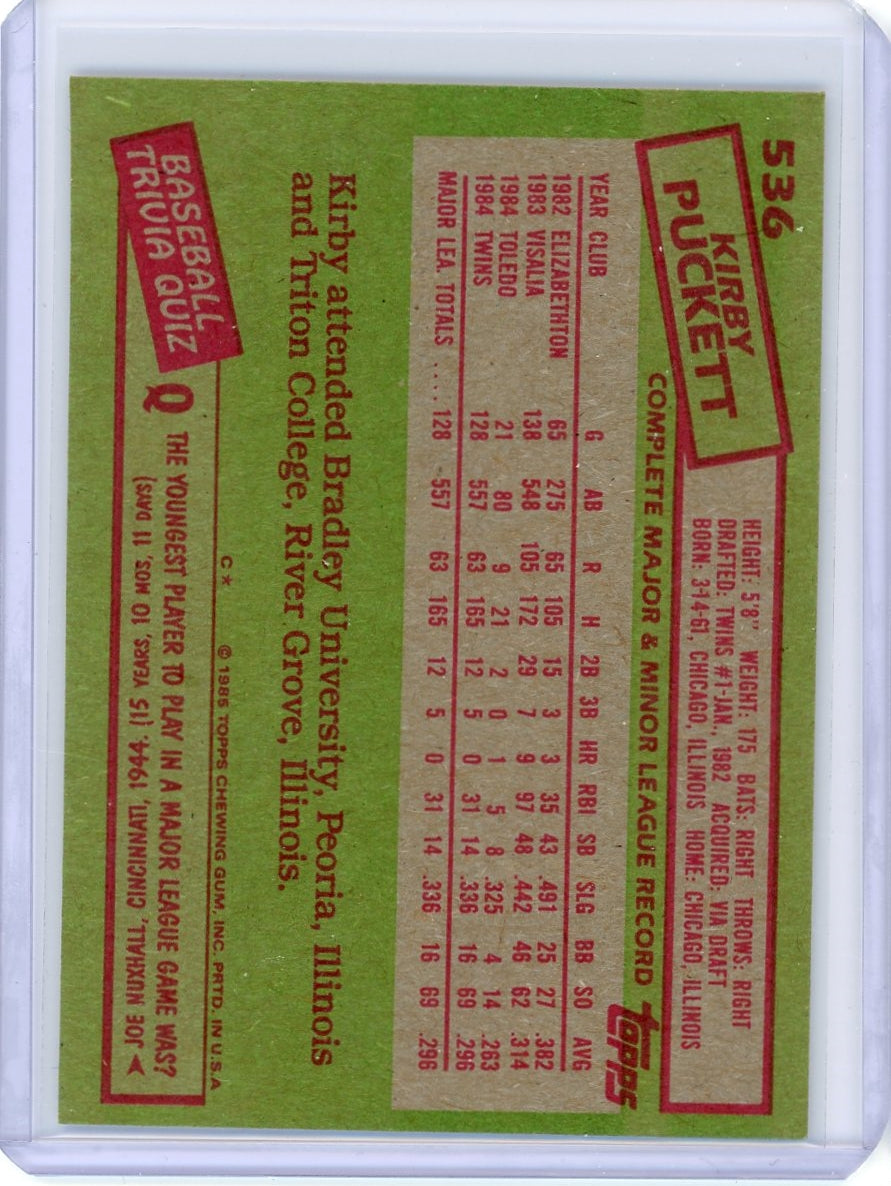 536
KIRBY
PUCKETT
HEIGHT: 5'8" WEIGHT: 175 BATS: RIGHT THROWS: RIGHT
DRAFTED: TWINS #1-JAN., 1982 ACQUIRED: VIA DRAFT
BORN: 3-14-61, CHICAGO, ILLINOIS HOME: CHICAGO, ILLINOIS
COMPLETE MAJOR & MINOR LEAGUE RECORD topps
YEAR CLUB G AB R H 2B 3B HR RBI SB SLG BB SO AVG
1982 ELIZABETHTON 65 275 65 105 15 3 3 35 43 .491 25 27 .382
1983 VISALIA 138 548 105 172 29 7 9 97 48 .442 46 62 .314
1984 TOLEDO 21 80 9 21 2 0 1 5 8 .325 4 14 .263
1984 TWINS 128 557 63 165 12 5 0 31 14 .336 16 69 .296
MAJOR LEA. TOTALS .... 128 557 63 165 12 5 0 31 14 .336 16 69 .296
Kirby attended Bradley University, Peoria, Illinois
and Triton College, River Grove, Illinois.
C* © 1985 TOPPS CHEWING GUM, INC. PRTD. IN U.S.A
BASEBALL
TRIVIA QUIZ
Q THE YOUNGEST PLAYER TO PLAY IN A MAJOR LEAGUE GAME WAS?
A JOE NUXHALL, CINCINNATI, 1944. (15 YEARS, 10 MOS., 11 DAYS)